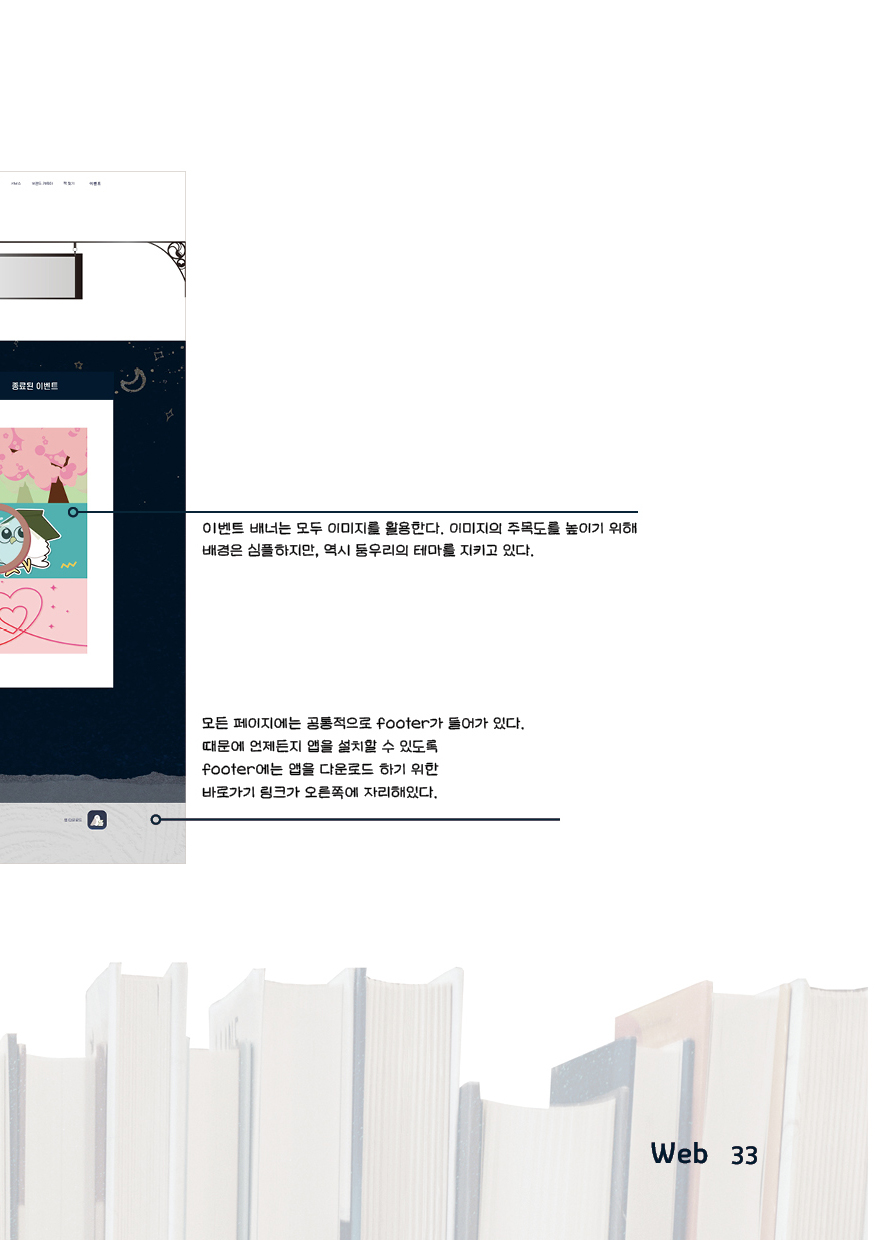 서비스 브랜드 캐릭터 책 읽기 이벤트
종료된 이벤트
이벤트 배너는 모두 이미지를 활용한다. 이미지의 주목도를 높이기 위해
배경은 심플하지만, 역시 둥우리의 테마를 지키고 있다.
모든 페이지에는 공통적으로 footer가 들어가 있다.
때문에 언제든지 앱을 설치할 수 있도록
footer에는 앱을 다운로드 하기 위한
바로가기 링크가 오른쪽에 자리해있다.
앱 다운로드
Web 33